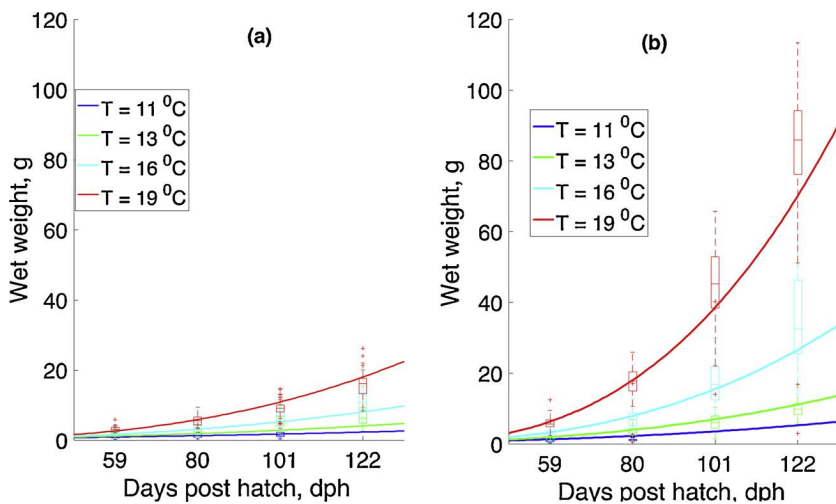 (a)
120
100
80
60
40
20
0
Wet weight, g
T = 11 ⁰C
T = 13 ⁰C
T = 16 ⁰C
T = 19 ⁰C
59 80 101 122
Days post hatch, dph
(b)
120
100
80
60
40
20
0
Wet weight, g
T = 11 ⁰C
T = 13 ⁰C
T = 16 ⁰C
T = 19 ⁰C
59 80 101 122
Days post hatch, dph